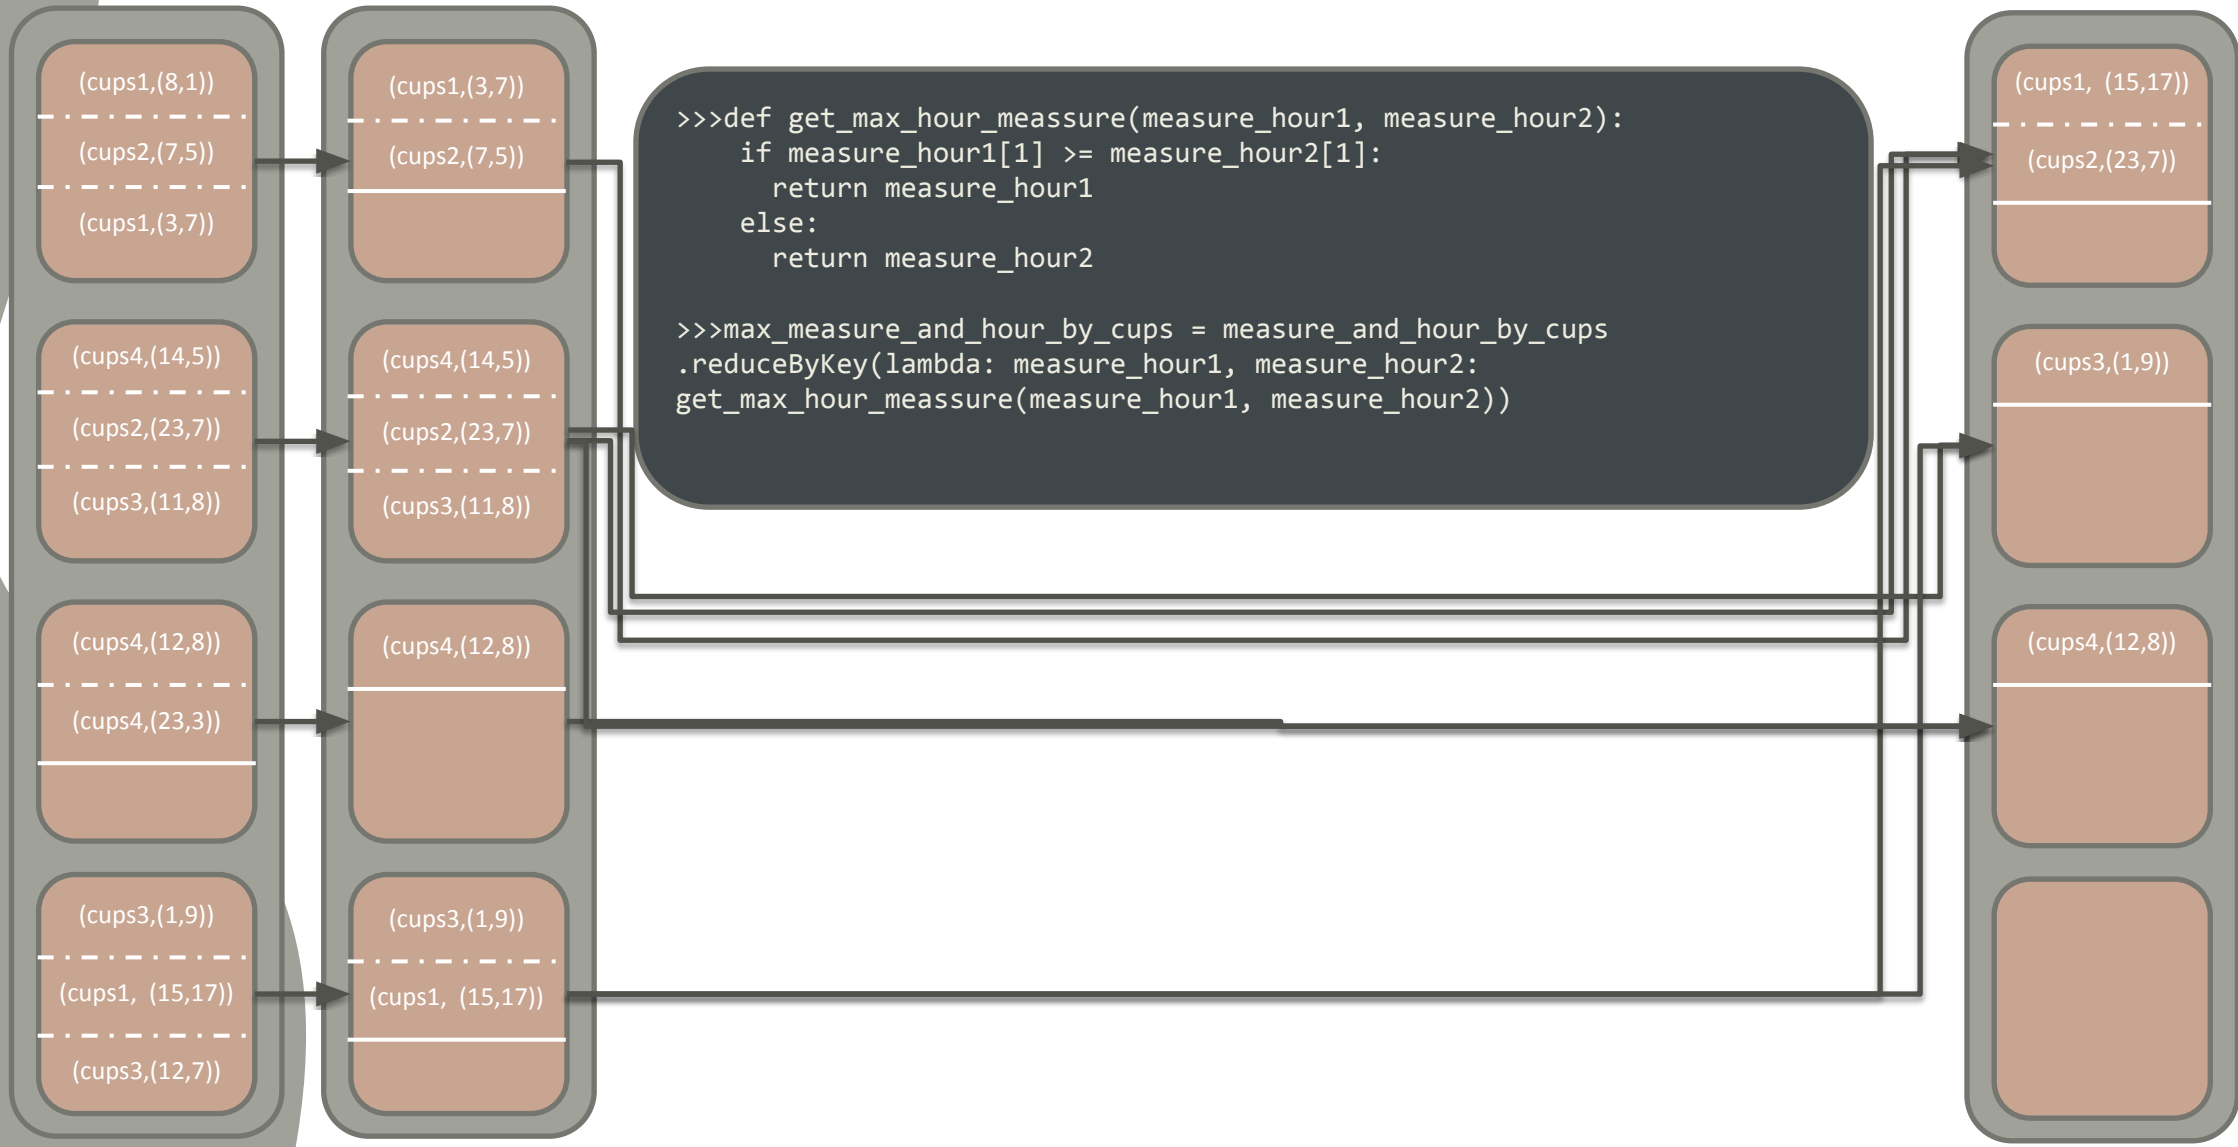 (cups1,(8,1))
(cups2,(7,5))
(cups1,(3,7))
(cups4,(14,5))
(cups2,(23,7))
(cups3,(11,8))
(cups4,(12,8))
(cups4,(23,3))
(cups3,(1,9))
(cups1, (15,17))
(cups3,(12,7))
(cups1,(3,7))
(cups2,(7,5))
(cups4,(14,5))
(cups2,(23,7))
(cups3,(11,8))
(cups4,(12,8))
(cups3,(1,9))
(cups1, (15,17))
>>>def get_max_hour_meassure(measure_hour1, measure_hour2):
if measure_hour1[1] >= measure_hour2[1]:
return measure_hour1
else:
return measure_hour2
>>>max_measure_and_hour_by_cups = measure_and_hour_by_cups
.reduceByKey(lambda: measure_hour1, measure_hour2:
get_max_hour_meassure(measure_hour1, measure_hour2))
(cups1, (15,17))
(cups2,(23,7))
(cups3,(1,9))
(cups4,(12,8))